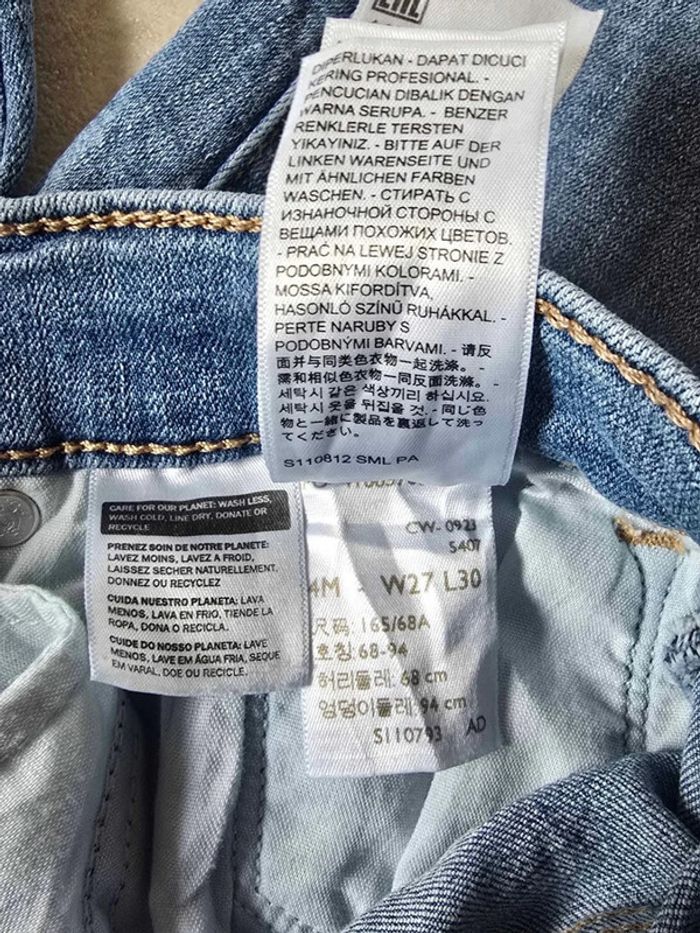 DIPERLUKAN - DAPAT DICUCI
KERING PROFESIONAL. -
PENCUCIAN DIBALIK DENGAN
WARNA SERUPA. - BENZER
RENKLERLE TERSTEN
YIKAYINIZ. - BITTE AUF DER
LINKEN WARENSEITE UND
MIT ÄHNLICHEN FARBEN
WASCHEN. - СТИРАТЬ С
ИЗНАНОЧНОЙ СТОРОНЫ С
ВЕЩАМИ ПОХОЖИХ ЦВЕТОВ.
- PRAĆ NA LEWEJ STRONIE Z
PODOBNYMI KOLORAMI. -
MOSSA KIFORDÍTVA,
HASONLÓ SZÍNŰ RUHÁKKAL. -
PERTE NARUBY S
PODOBNÝMI BARVAMI. - 请反
面并与同类色衣物一起洗涤。-
需和相似色衣物一同反面洗滌。-
세탁시 같은 색상끼리 하십시요.
세탁시 옷을 뒤집을 것. - 同じ色
物と一緒に製品を裏返して洗っ
てください。
S110812 SML PA
CARE FOR OUR PLANET: WASH LESS,
WASH COLD, LINE DRY, DONATE OR
RECYCLE
PRENEZ SOIN DE NOTRE PLANETE:
LAVEZ MOINS, LAVEZ A FROID,
LAISSEZ SECHER NATURELLEMENT,
DONNEZ OU RECYCLEZ
CUIDA NUESTRO PLANETA: LAVA
MENOS, LAVA EN FRIO, TIENDE LA
ROPA, DONA O RECICLA.
CUIDE DO NOSSO PLANETA: LAVE
MENOS, LAVE EM ÁGUA FRIA, SEQUE
EM VARAL, DOE OU RECICLE.
CW- 0923
S407
4M - W27 L30
尺码: 165/68A
호칭: 68-94
허리둘레: 68 cm
엉덩이둘레: 94 cm
S110793 AD